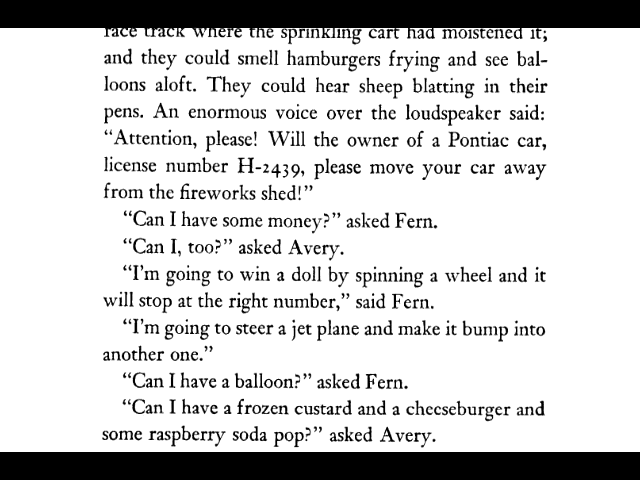 race track where the sprinkling cart had moistened it;
and they could smell hamburgers frying and see bal-
loons aloft. They could hear sheep blatting in their
pens. An enormous voice over the loudspeaker said:
“Attention, please! Will the owner of a Pontiac car,
license number H-2439, please move your car away
from the fireworks shed!”
“Can I have some money?” asked Fern.
“Can I, too?” asked Avery.
“I'm going to win a doll by spinning a wheel and it
will stop at the right number,” said Fern.
“I'm going to steer a jet plane and make it bump into
another one.”
“Can I have a balloon?” asked Fern.
“Can I have a frozen custard and a cheeseburger and
some raspberry soda pop?” asked Avery.